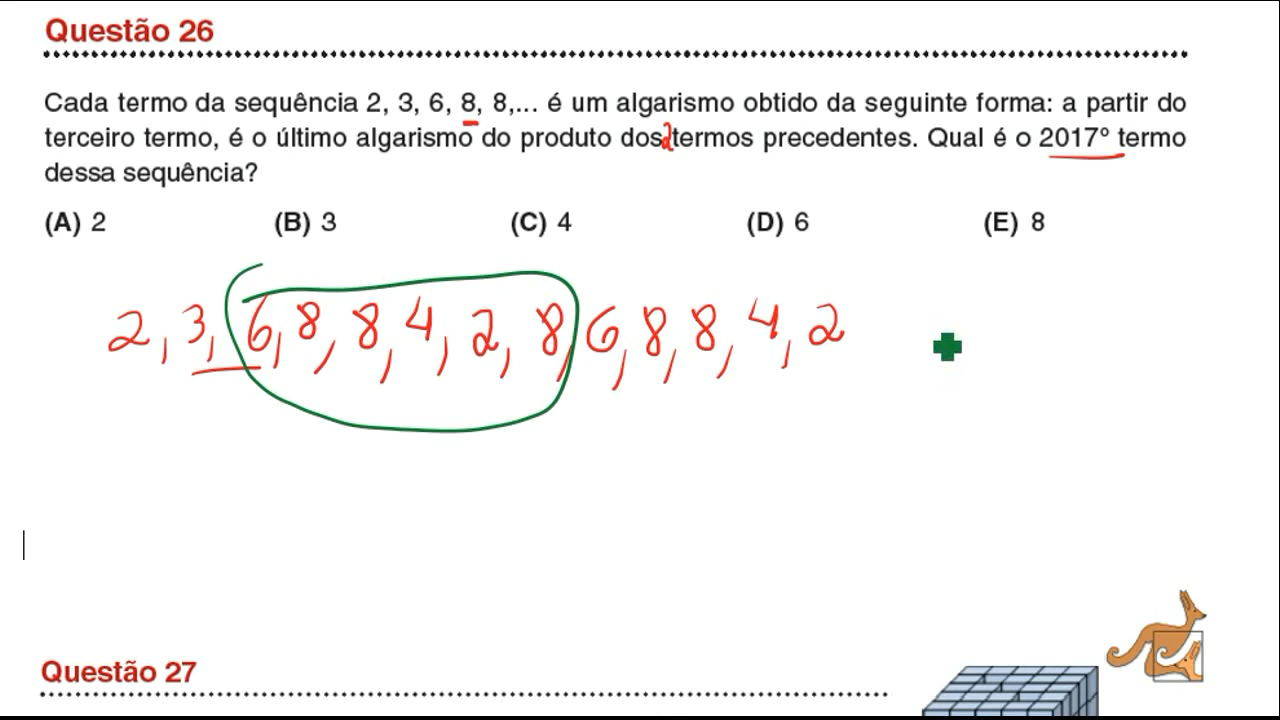 Questão 26
Cada termo da sequência 2, 3, 6, 8, 8,... é um algarismo obtido da seguinte forma: a partir do
terceiro termo, é o último algarismo do produto dos 2 termos precedentes. Qual é o 2017º termo
dessa sequência?
(A) 2 (B) 3 (C) 4 (D) 6 (E) 8
2, 3, 6, 8, 8, 4, 2, 8, 6, 8, 8, 4, 2
Questão 27